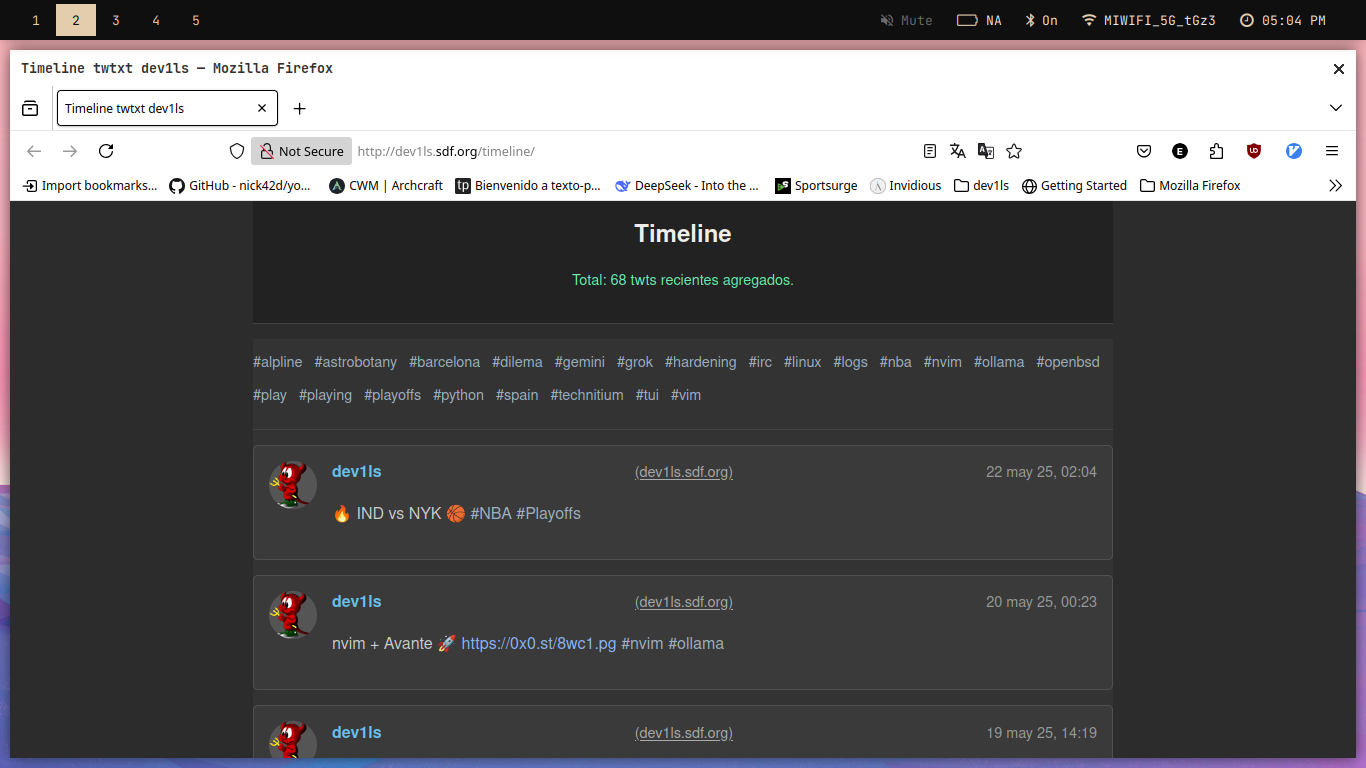 1 2 3 4 5 Mute NA On MIWIFI_5G_tGz3 05:04 PM
Timeline twtxt dev1ls — Mozilla Firefox
Timeline twtxt dev1ls
Not Secure http://dev1ls.sdf.org/timeline/
Import bookmarks... GitHub - nick42d/yo... CWM | Archcraft tp Bienvenido a texto-p... DeepSeek - Into the ... Sportsurge Invidious dev1ls Getting Started Mozilla Firefox
Timeline
Total: 68 twts recientes agregados.
#alpline #astrobotany #barcelona #dilema #gemini #grok #hardening #irc #linux #logs #nba #nvim #ollama #openbsd
#play #playing #playoffs #python #spain #technitium #tui #vim
dev1ls (dev1ls.sdf.org) 22 may 25, 02:04
🔥 IND vs NYK 🏀 #NBA #Playoffs
dev1ls (dev1ls.sdf.org) 20 may 25, 00:23
nvim + Avante 🚀 https://0x0.st/8wc1.pg #nvim #ollama
dev1ls (dev1ls.sdf.org) 19 may 25, 14:19